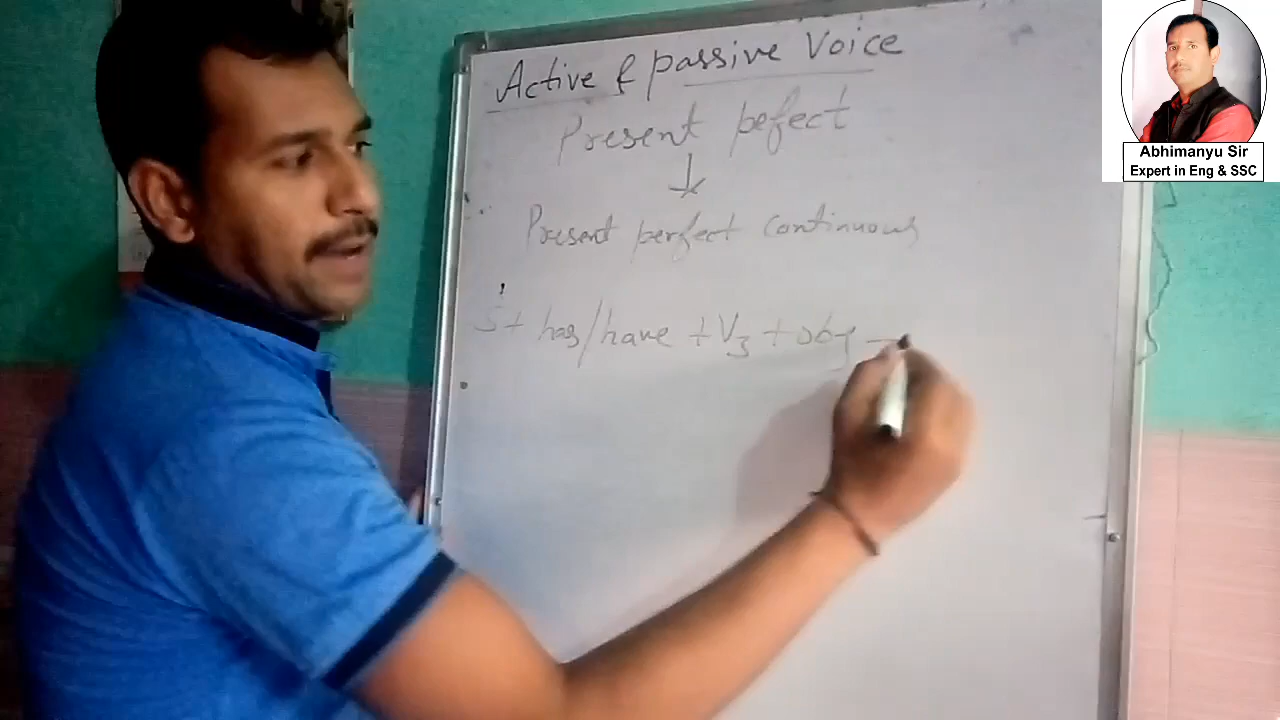 Active & passive Voice
Present pefect
Present perfect continuous
S + has/have + V3 + obj
Abhimanyu Sir
Expert in Eng & SSC